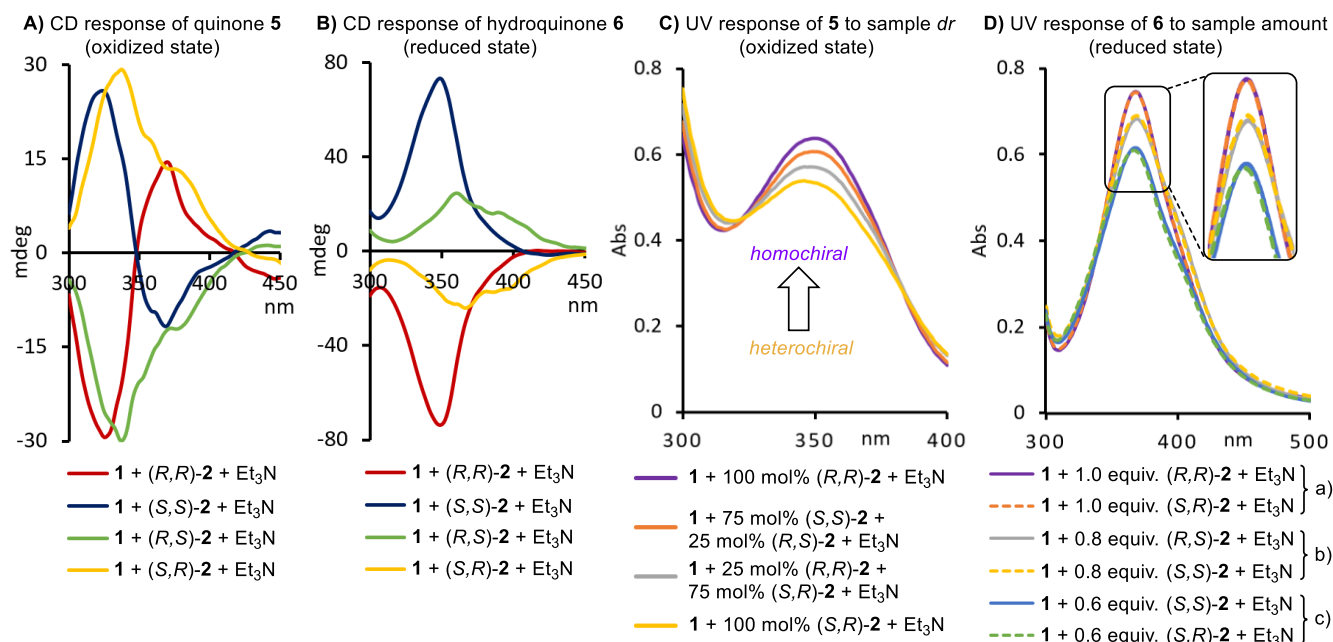 A) CD response of quinone 5
(oxidized state)
30
15
0
-15
-30
mdeg
300
350
400
450
nm
1 + (R,R)-2 + Et3N
1 + (S,S)-2 + Et3N
1 + (R,S)-2 + Et3N
1 + (S,R)-2 + Et3N
B) CD response of hydroquinone 6
(reduced state)
80
40
0
-40
-80
mdeg
300
350
400
450
nm
1 + (R,R)-2 + Et3N
1 + (S,S)-2 + Et3N
1 + (R,S)-2 + Et3N
1 + (S,R)-2 + Et3N
C) UV response of 5 to sample dr
(oxidized state)
0.8
0.6
0.4
0.2
0
Abs
homochiral
heterochiral
300
350
nm
400
1 + 100 mol% (R,R)-2 + Et3N
1 + 75 mol% (S,S)-2 +
25 mol% (R,S)-2 + Et3N
1 + 25 mol% (R,R)-2 +
75 mol% (S,R)-2 + Et3N
1 + 100 mol% (S,R)-2 + Et3N
D) UV response of 6 to sample amount
(reduced state)
0.8
0.6
0.4
0.2
0
Abs
300
nm
400
500
1 + 1.0 equiv. (R,R)-2 + Et3N
1 + 1.0 equiv. (S,R)-2 + Et3N
a)
1 + 0.8 equiv. (R,S)-2 + Et3N
1 + 0.8 equiv. (S,S)-2 + Et3N
b)
1 + 0.6 equiv. (S,S)-2 + Et3N
1 + 0.6 equiv. (S,R)-2 + Et3N
c)